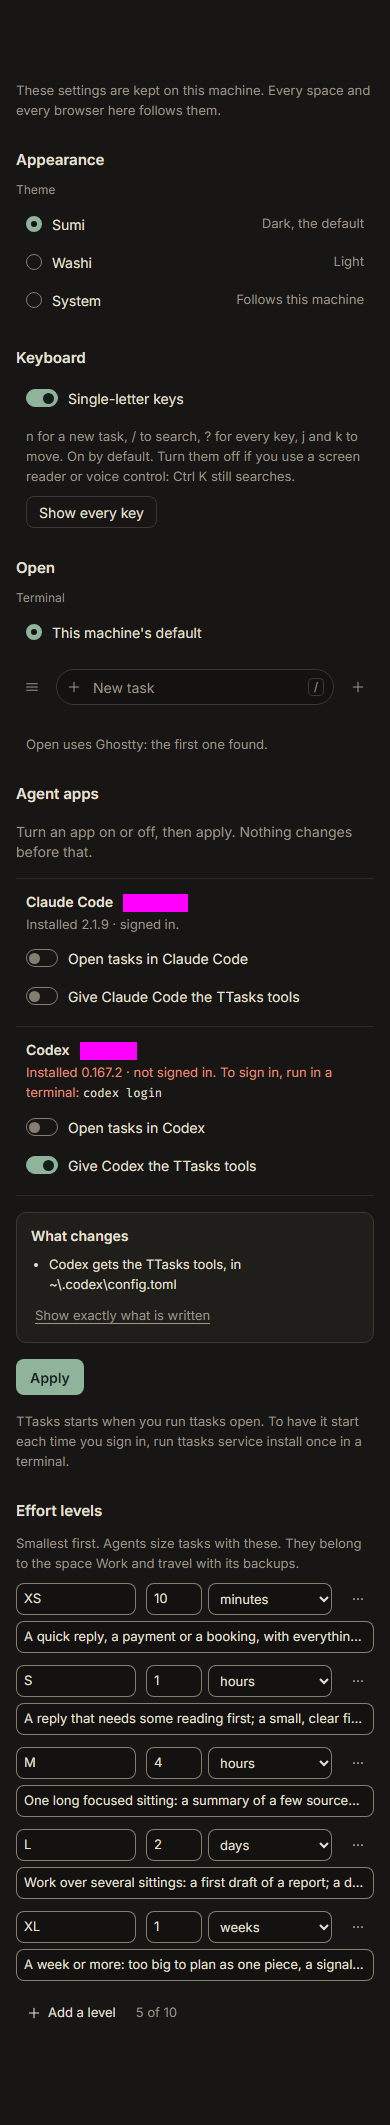 These settings are kept on this machine. Every space and
every browser here follows them.
Appearance
Theme
Sumi
Dark, the default
Washi
Light
System
Follows this machine
Keyboard
Single-letter keys
n for a new task, / to search, ? for every key, j and k to
move. On by default. Turn them off if you use a screen
reader or voice control: Ctrl K still searches.
Show every key
Open
Terminal
This machine's default
New task
/
Open uses Ghostty: the first one found.
Agent apps
Turn an app on or off, then apply. Nothing changes
before that.
Claude Code
Installed 2.1.9 · signed in.
Open tasks in Claude Code
Give Claude Code the TTasks tools
Codex
Installed 0.167.2 · not signed in. To sign in, run in a
terminal: codex login
Open tasks in Codex
Give Codex the TTasks tools
What changes
• Codex gets the TTasks tools, in
~\.codex\config.toml
Show exactly what is written
Apply
TTasks starts when you run ttasks open. To have it start
each time you sign in, run ttasks service install once in a
terminal.
Effort levels
Smallest first. Agents size tasks with these. They belong
to the space Work and travel with its backups.
XS 10 minutes ...
A quick reply, a payment or a booking, with everythin...
S 1 hours ...
A reply that needs some reading first; a small, clear fi...
M 4 hours ...
One long focused sitting: a summary of a few source...
L 2 days ...
Work over several sittings: a first draft of a report; a d...
XL 1 weeks ...
A week or more: too big to plan as one piece, a signal...
+ Add a level 5 of 10